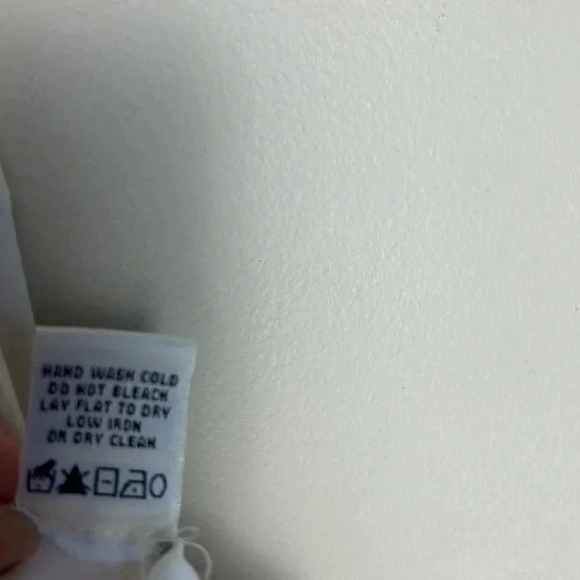 HAND WASH COLD
DO NOT BLEACH
LAY FLAT TO DRY
LOW IRON
OR DRY CLEAN